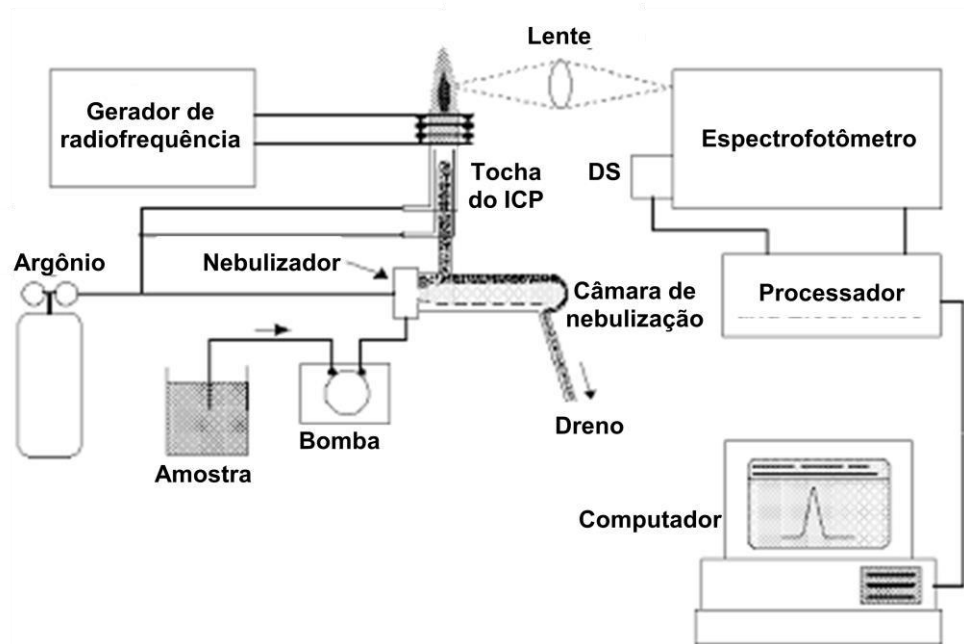 Lente
Gerador de
radiofrequência
Espectrofotômetro
DS
Tocha
do ICP
Argônio
Nebulizador
Câmara de
nebulização
Processador
Bomba
Dreno
Amostra
Computador